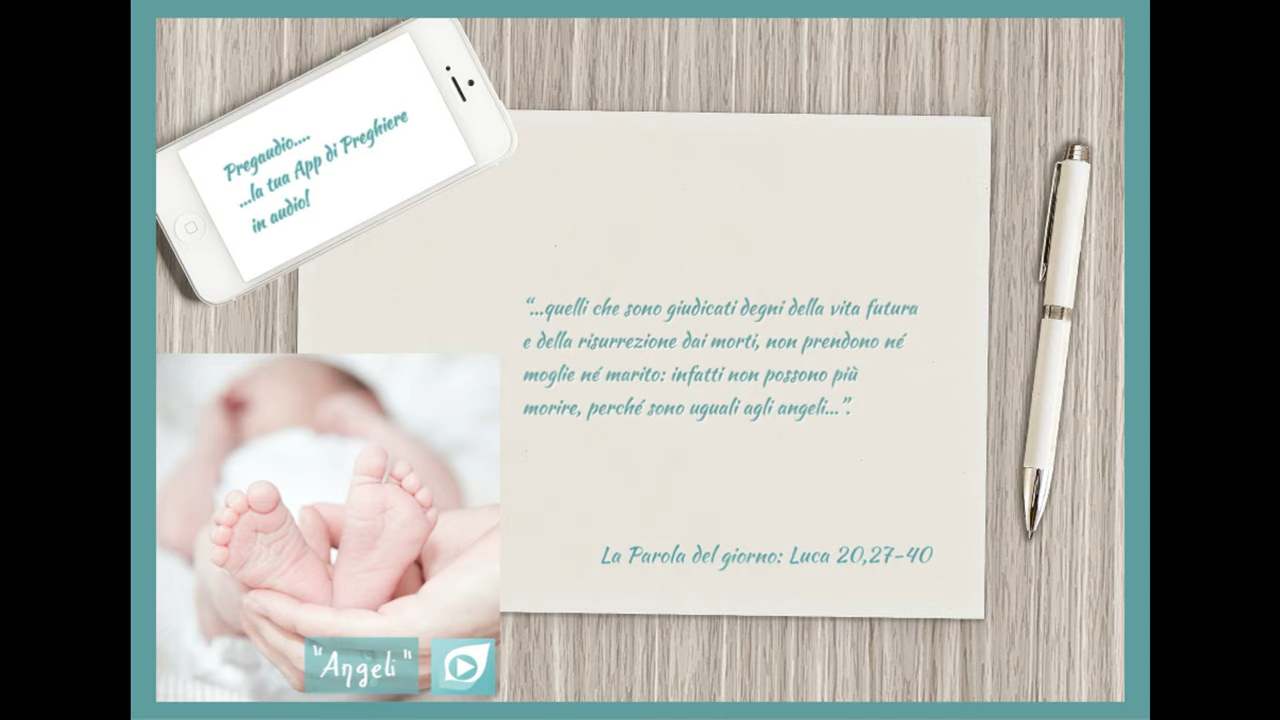 Pregaudio....
...la tua App di Preghiere
in audio!
“...quelli che sono giudicati degni della vita futura
e della risurrezione dai morti, non prendono né
moglie né marito: infatti non possono più
morire, perché sono uguali agli angeli...”.
La Parola del giorno: Luca 20,27-40
"Angeli"